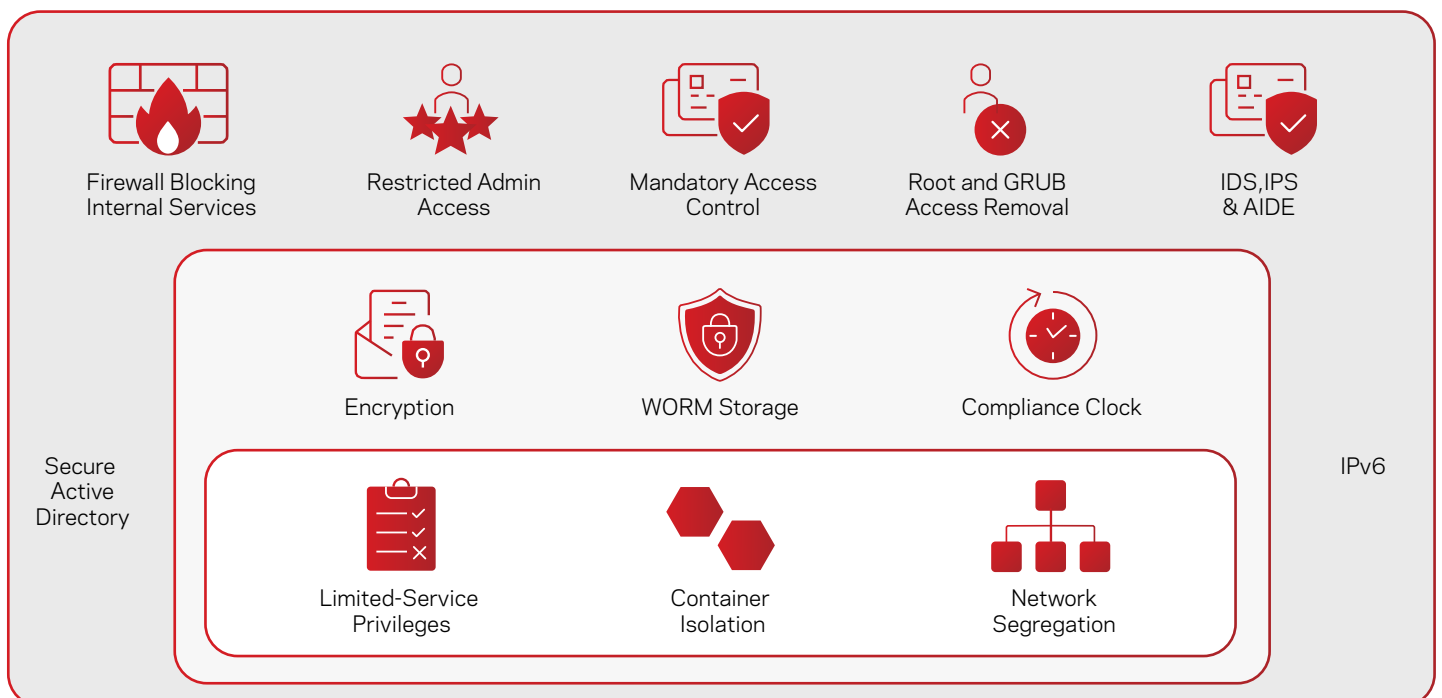 Firewall Blocking
Internal Services
Restricted Admin
Access
Mandatory Access
Control
Root and GRUB
Access Removal
IDS,IPS
& AIDE
Encryption
WORM Storage
Compliance Clock
Secure
Active
Directory
IPv6
Limited-Service
Privileges
Container
Isolation
Network
Segregation